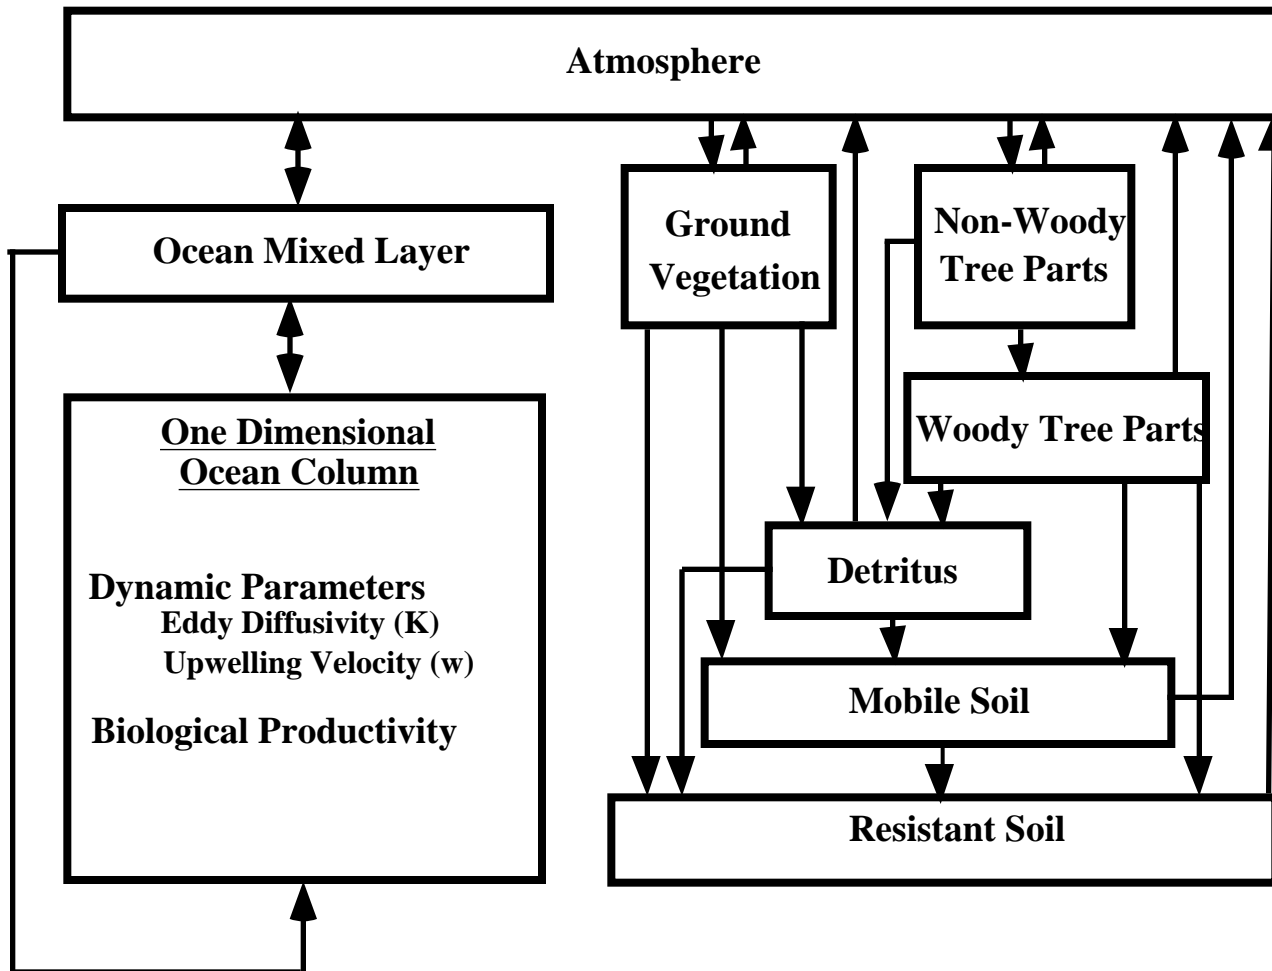 Atmosphere
Ocean Mixed Layer
One Dimensional
Ocean Column
Dynamic Parameters
Eddy Diffusivity (K)
Upwelling Velocity (w)
Biological Productivity
Ground
Vegetation
Non-Woody
Tree Parts
Woody Tree Parts
Detritus
Mobile Soil
Resistant Soil